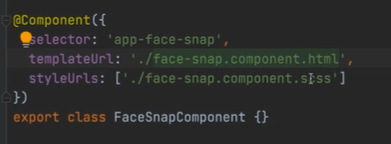 @Component({
selector: 'app-face-snap',
templateUrl: './face-snap.component.html',
styleUrls: ['./face-snap.component.scss']
})
export class FaceSnapComponent {}